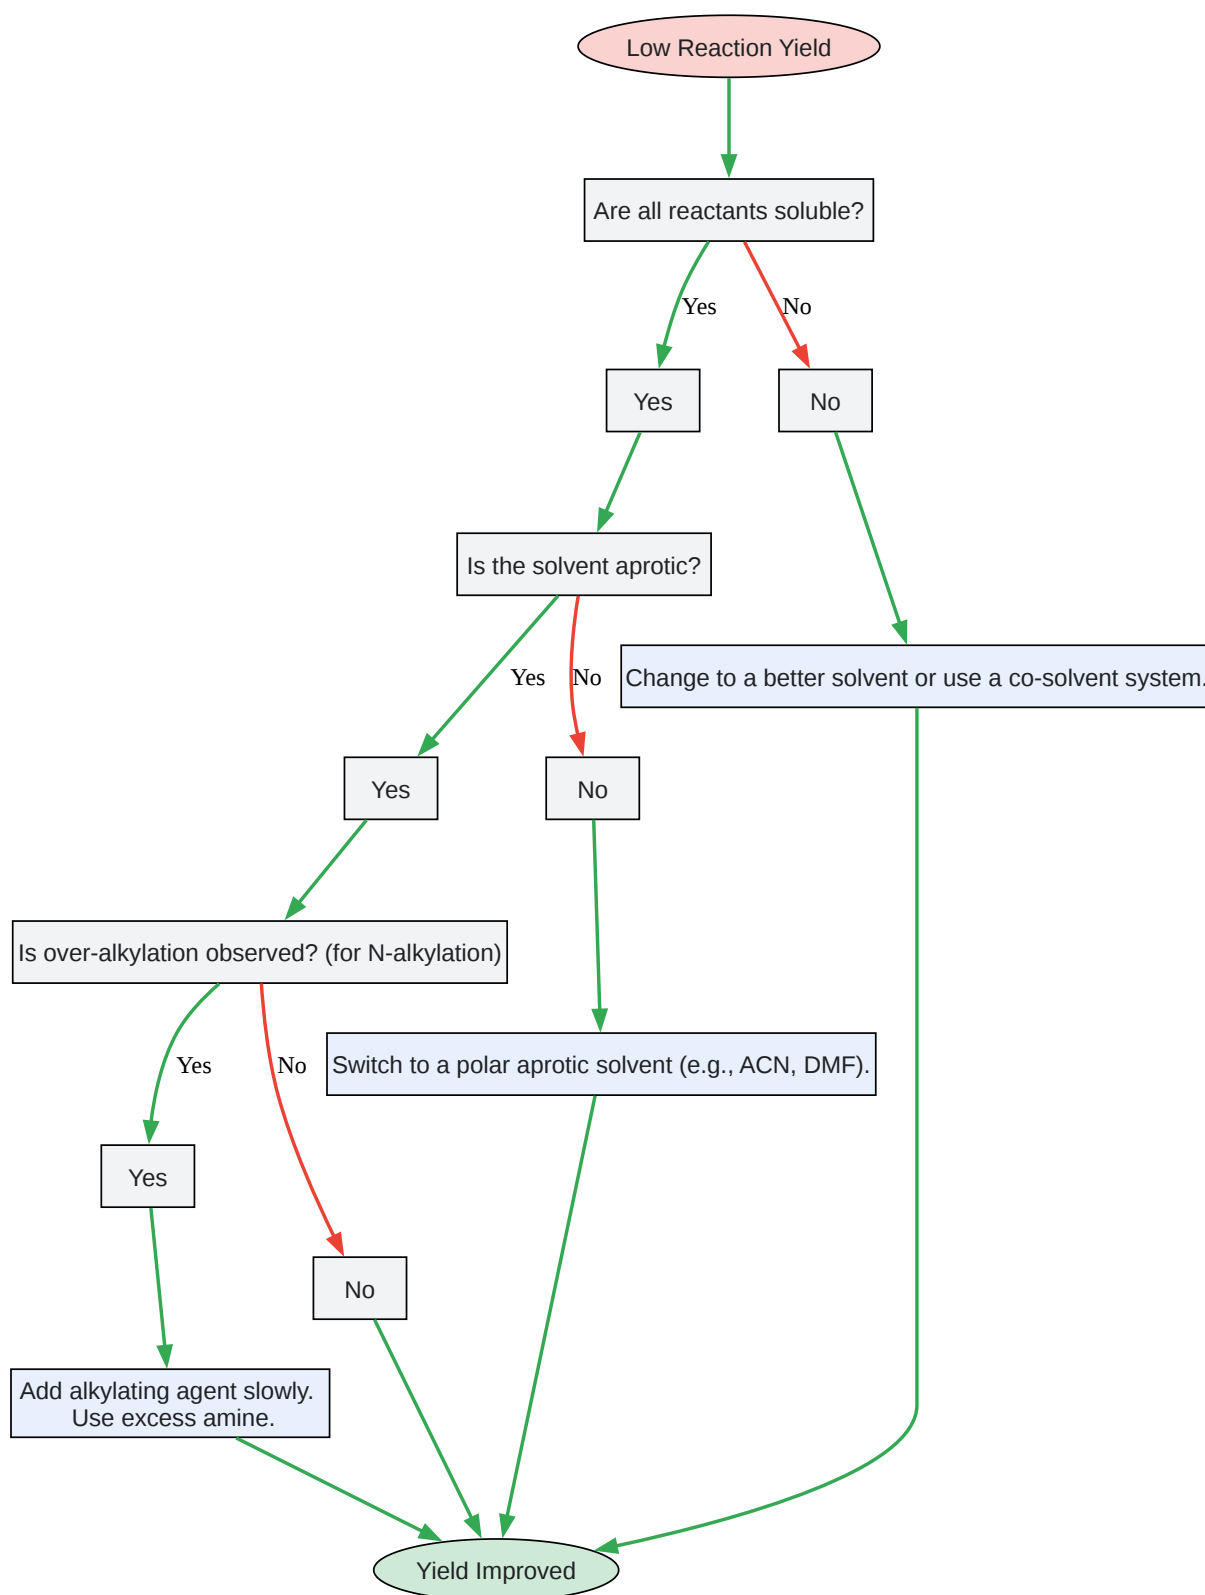 Low Reaction Yield
Are all reactants soluble?
Yes
No
Yes
No
Is the solvent aprotic?
Yes
No
Change to a better solvent or use a co-solvent system.
Yes
No
Is over-alkylation observed? (for N-alkylation)
Yes
No
Switch to a polar aprotic solvent (e.g., ACN, DMF).
Yes
No
Add alkylating agent slowly.
Use excess amine.
Yield Improved